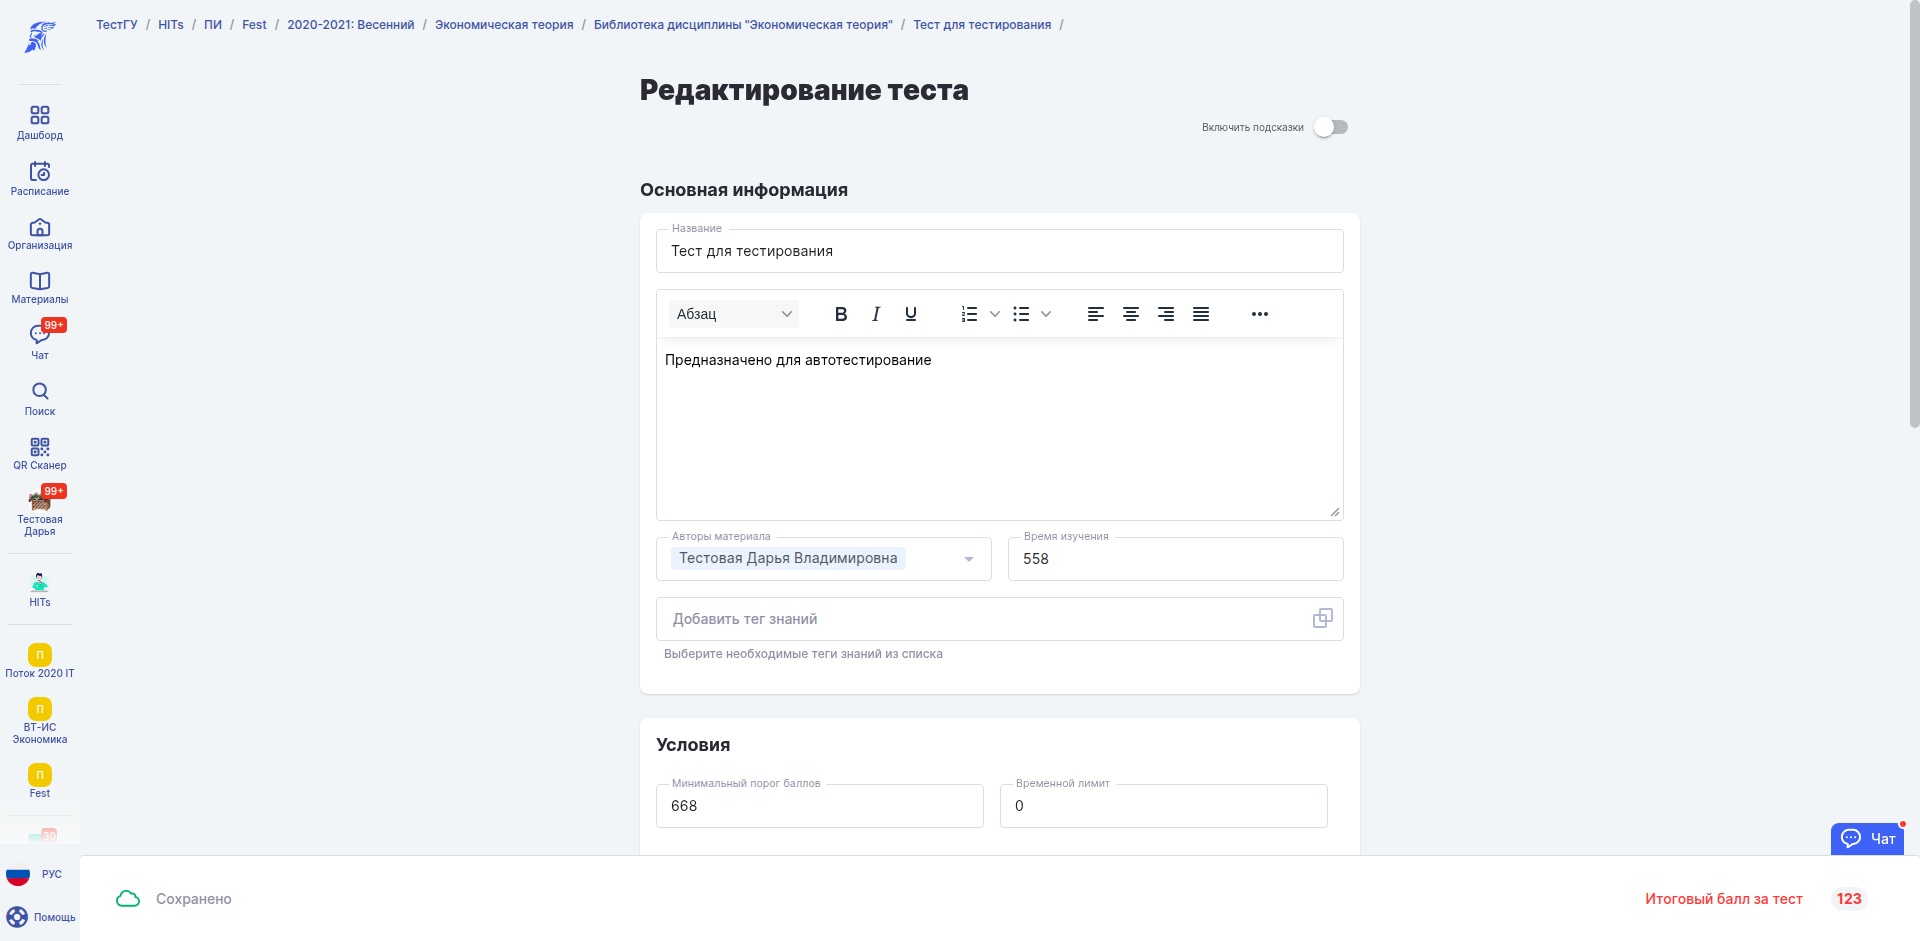 ТестГУ / HITs / ПИ / Fest / 2020-2021: Весенний / Экономическая теория / Библиотека дисциплины "Экономическая теория" / Тест для тестирования /
Дашборд
Расписание
Организация
Материалы
99+
Чат
Поиск
QR Сканер
99+
Тестовая
Дарья
HITs
П
Поток 2020 IT
П
ВТ-ИС
Экономика
П
Fest
30
РУС
Помощь
Редактирование теста
Включить подсказки
Основная информация
Название
Тест для тестирования
Абзац
Предназначено для автотестирование
Авторы материала
Тестовая Дарья Владимировна
Время изучения
558
Добавить тег знаний
Выберите необходимые теги знаний из списка
Условия
Минимальный порог баллов
668
Временной лимит
0
Чат
Сохранено
Итоговый балл за тест 123